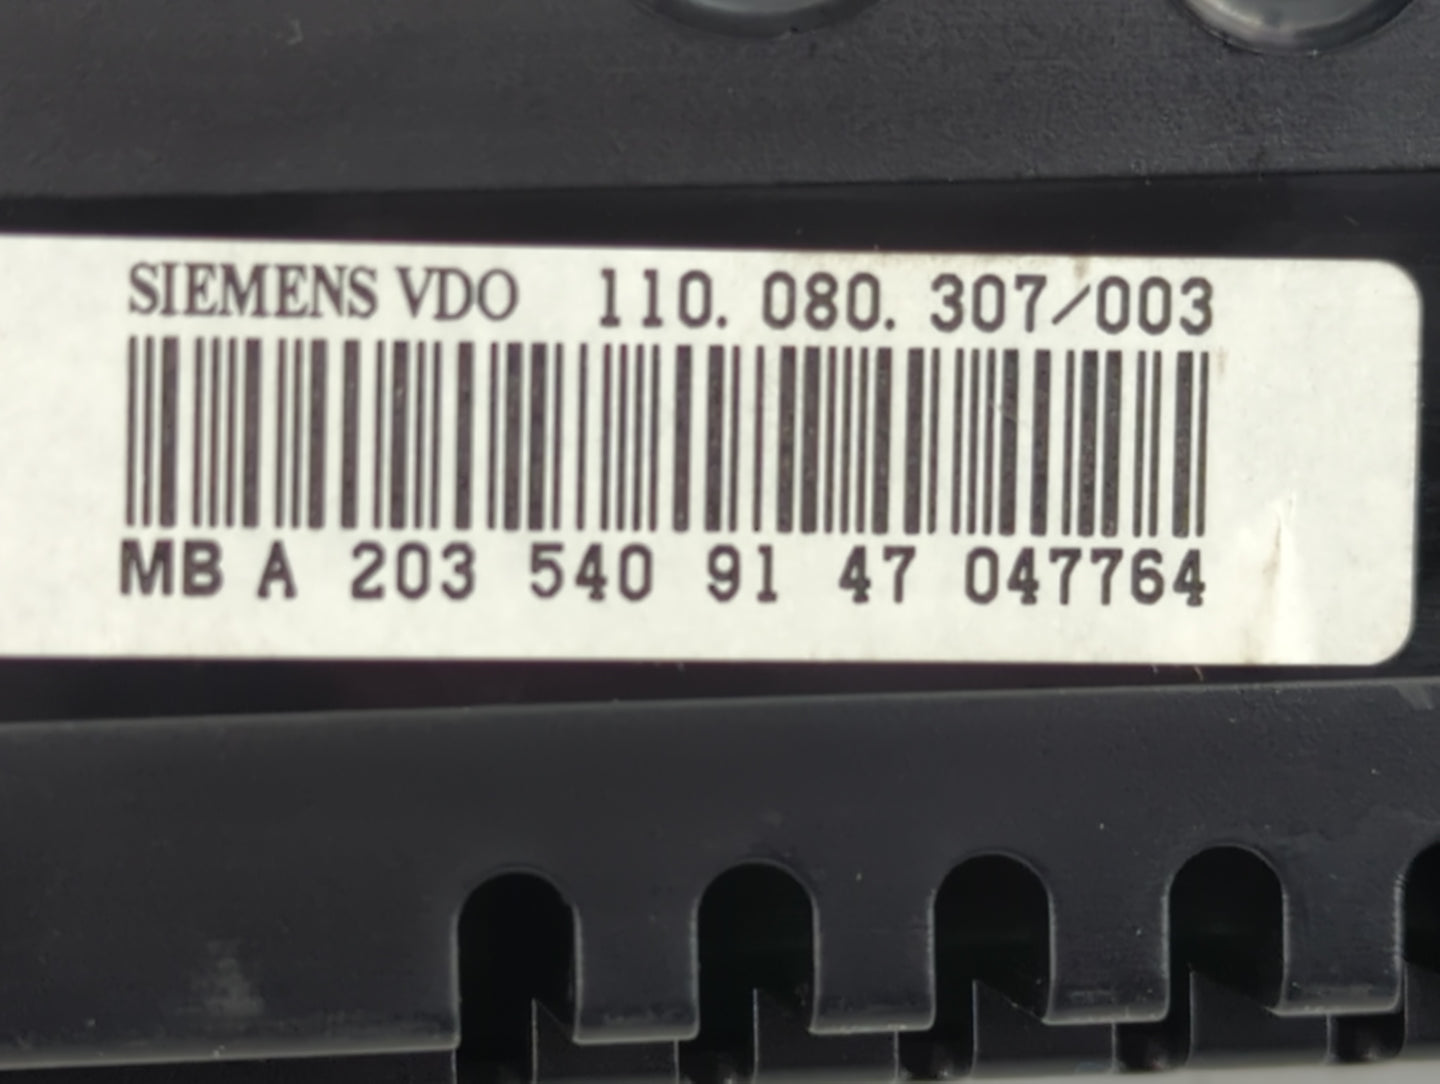 SIEMENS VDO 110. 080. 307/003
MB A 203 540 91 47 047764